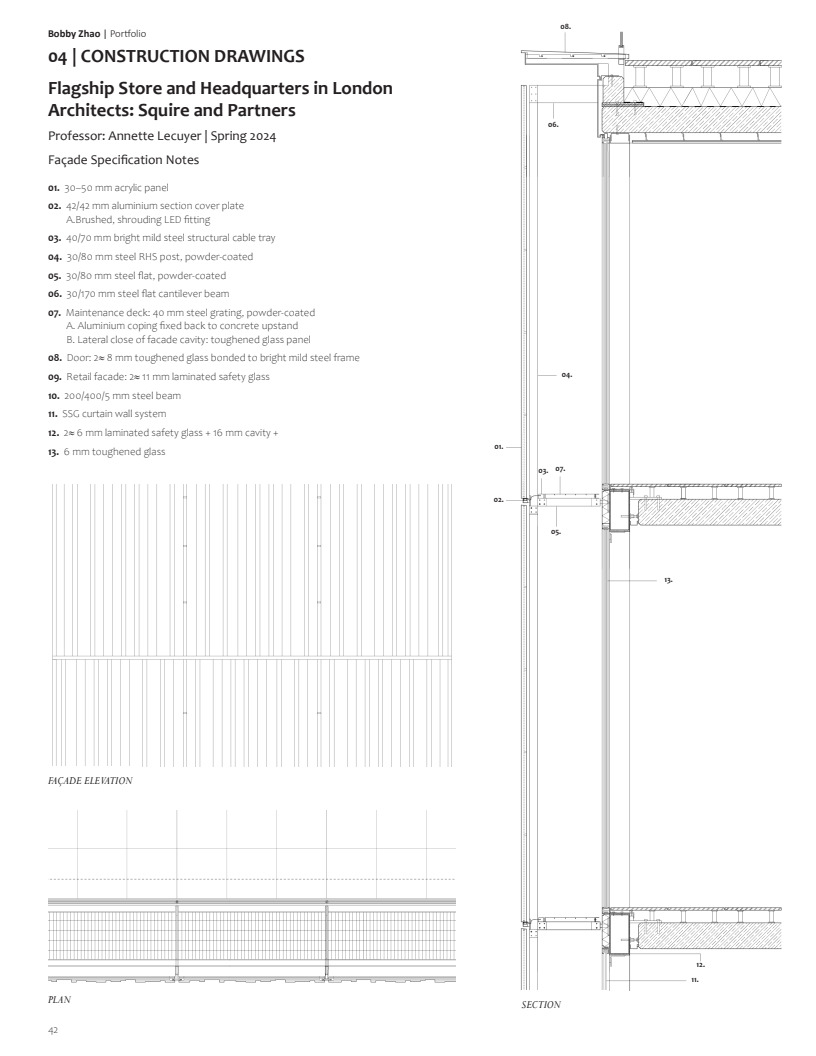 Bobby Zhao | Portfolio
04 | CONSTRUCTION DRAWINGS
Flagship Store and Headquarters in London
Architects: Squire and Partners
Professor: Annette Lecuyer | Spring 2024
Façade Specification Notes
01. 30–50 mm acrylic panel
02. 42/42 mm aluminium section cover plate
A.Brushed, shrouding LED fitting
03. 40/70 mm bright mild steel structural cable tray
04. 30/80 mm steel RHS post, powder-coated
05. 30/80 mm steel flat, powder-coated
06. 30/170 mm steel flat cantilever beam
07. Maintenance deck: 40 mm steel grating, powder-coated
A. Aluminium coping fixed back to concrete upstand
B. Lateral close of facade cavity: toughened glass panel
08. Door: 2≈ 8 mm toughened glass bonded to bright mild steel frame
09. Retail facade: 2≈ 11 mm laminated safety glass
10. 200/400/5 mm steel beam
11. SSG curtain wall system
12. 2≈ 6 mm laminated safety glass + 16 mm cavity +
13. 6 mm toughened glass
FAÇADE ELEVATION
PLAN
42
08.
06.
04.
01.
03. 07.
02.
05.
13.
12.
11.
SECTION